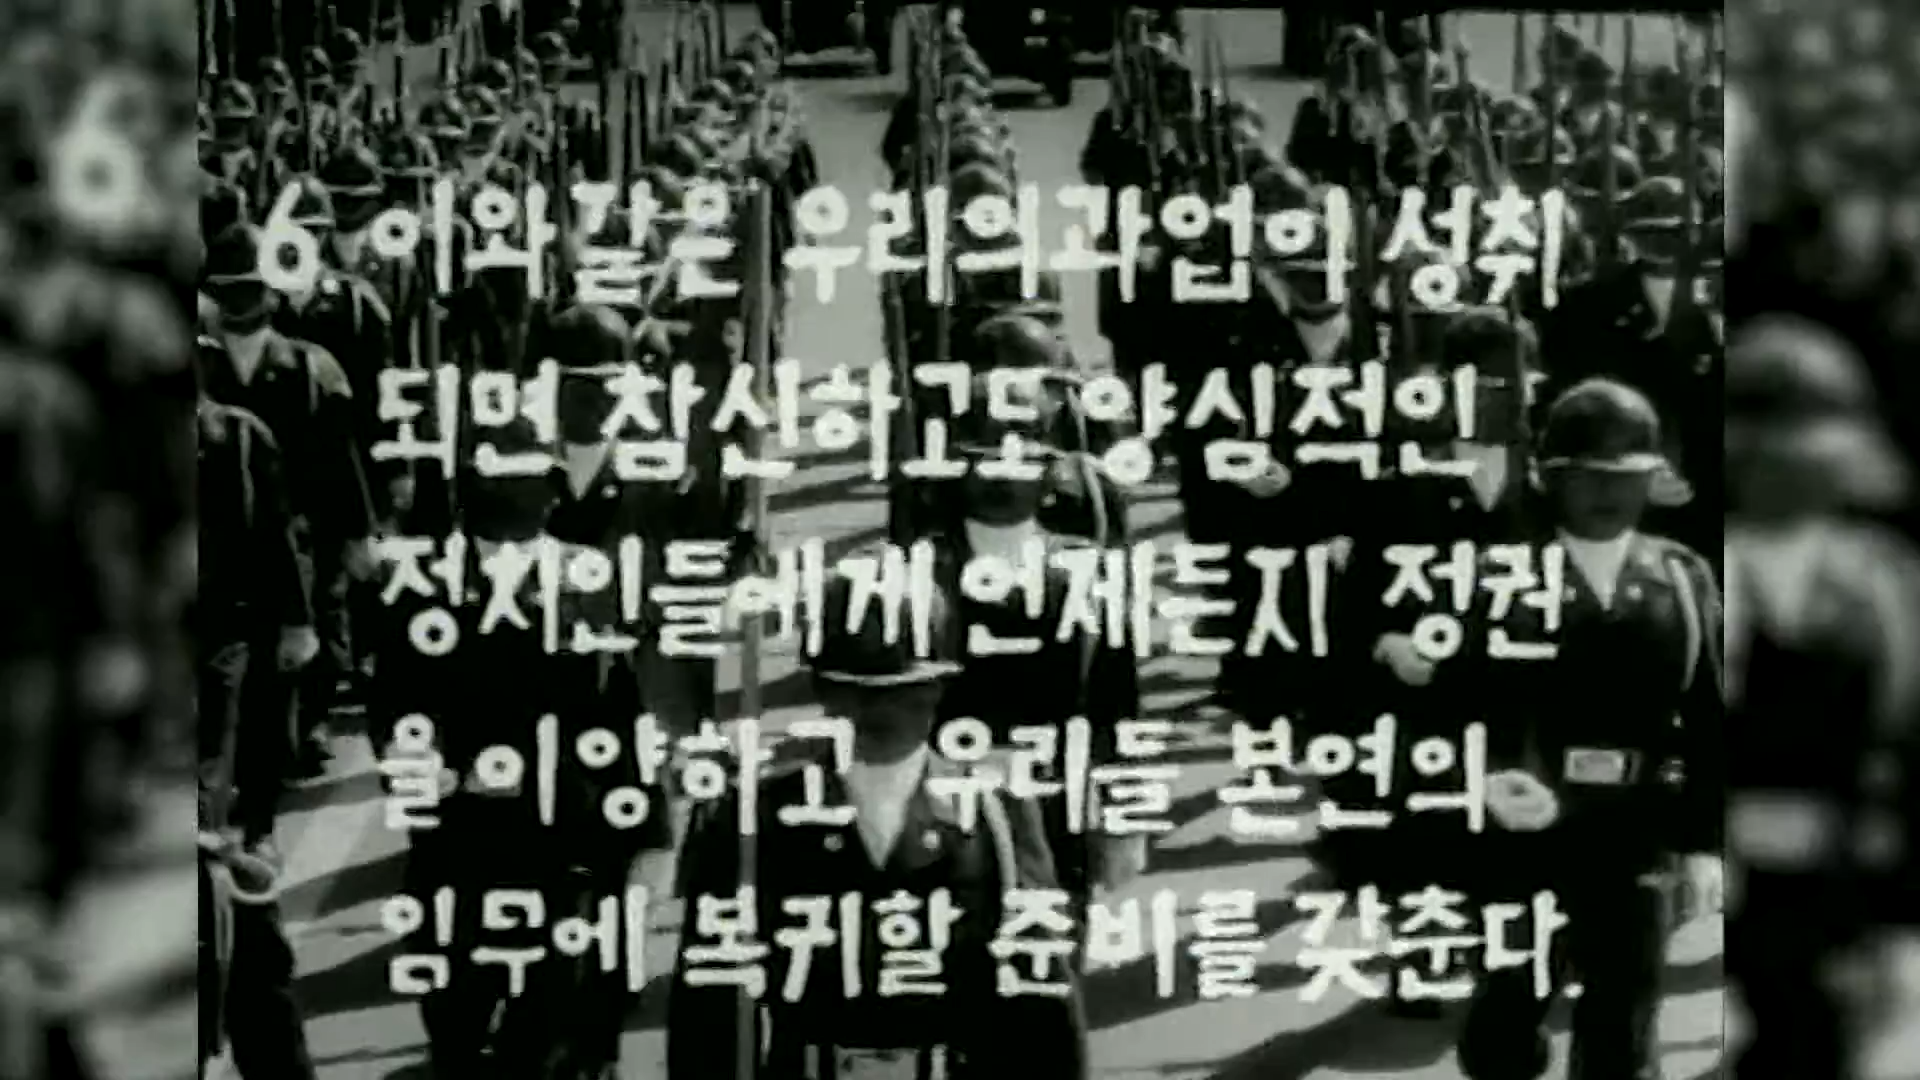 6 이와 같은 우리의 과업이 성취
되면 참신하고도 양심적인
정치인들에게 언제든지 정권
을 이양하고 우리들 본연의
임무에 복귀할 준비를 갖춘다.